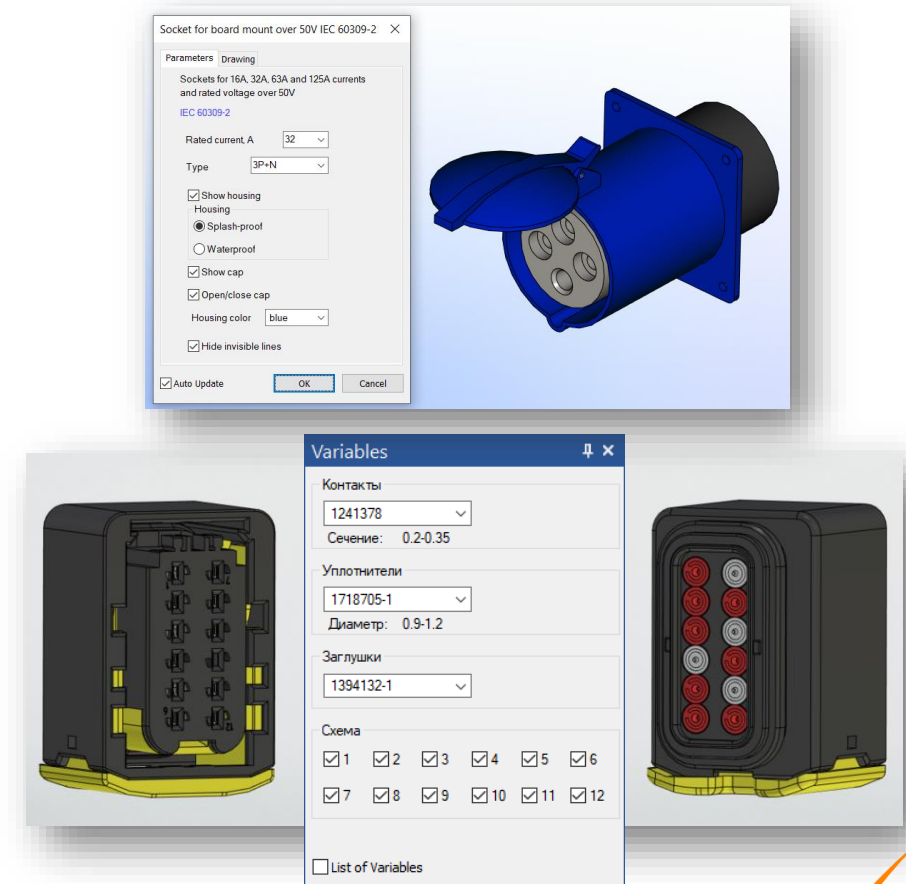 Socket for board mount over 50V IEC 60309-2
Parameters Drawing
Sockets for 16A, 32A, 63A and 125A currents
and rated voltage over 50V
IEC 60309-2
Rated current, A 32
Type 3P+N
Show housing
Housing
Splash-proof
Waterproof
Show cap
Open/close cap
Housing color blue
Hide invisible lines
Auto Update OK Cancel
Variables
Контакты
1241378
Сечение: 0.2-0.35
Уплотнители
1718705-1
Диаметр: 0.9-1.2
Заглушки
1394132-1
Схема
1 2 3 4 5 6
7 8 9 10 11 12
List of Variables